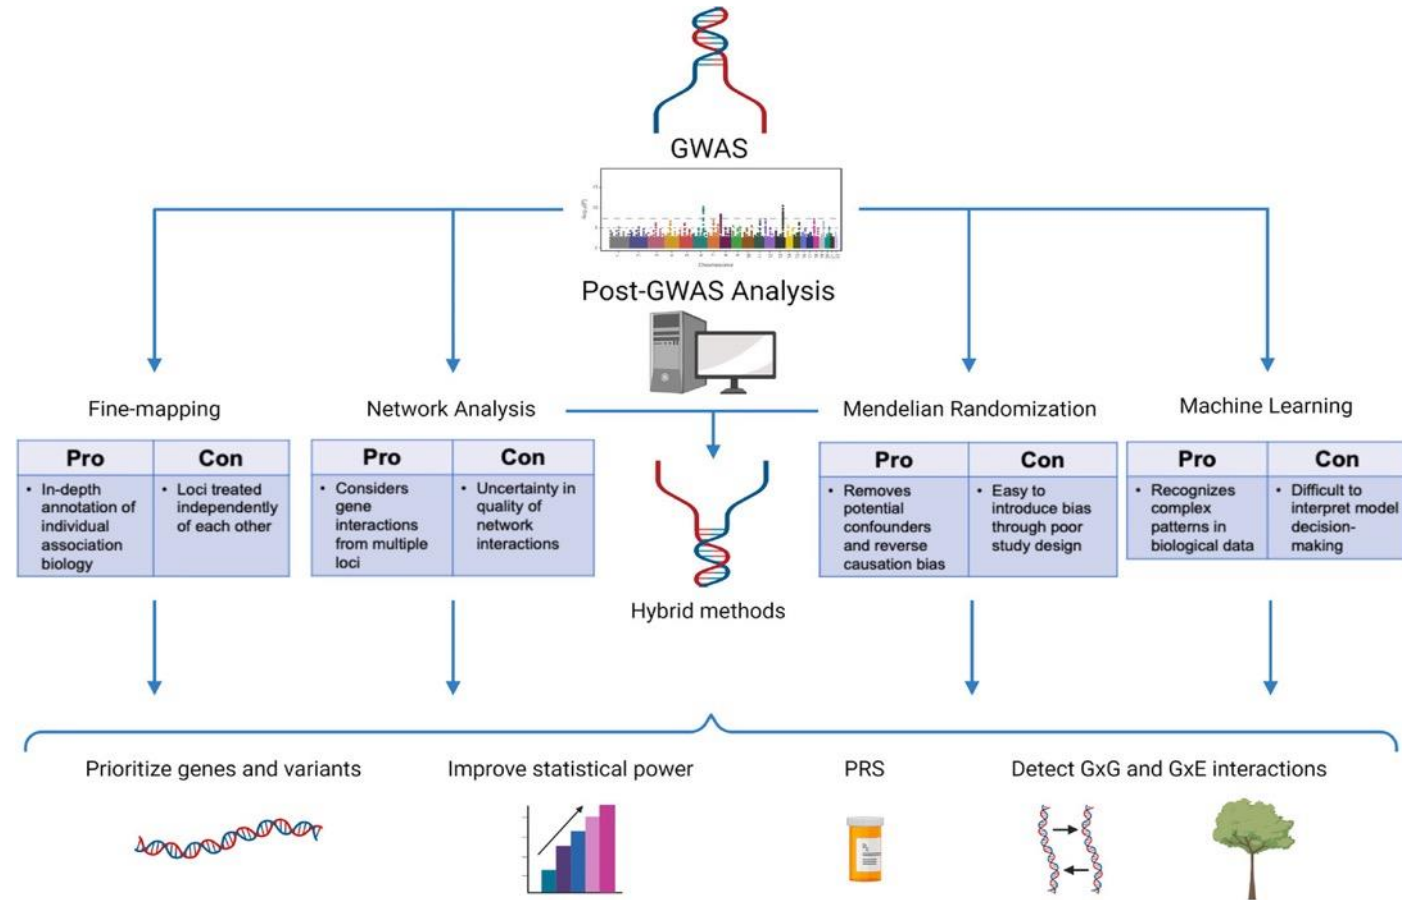 GWAS
Chromosome
Post-GWAS Analysis
Fine-mapping
Pro
Con
• In-depth
annotation of
individual
association
biology
• Loci treated
independently
of each other
Network Analysis
Pro
Con
• Considers
gene
interactions
from multiple
loci
• Uncertainty in
quality of
network
interactions
Hybrid methods
Mendelian Randomization
Pro
Con
• Removes
potential
confounders
and reverse
causation bias
• Easy to
introduce bias
through poor
study design
Machine Learning
Pro
Con
• Recognizes
complex
patterns in
biological data
• Difficult to
interpret model
decision-
making
Prioritize genes and variants
Improve statistical power
PRS
Detect GxG and GxE interactions